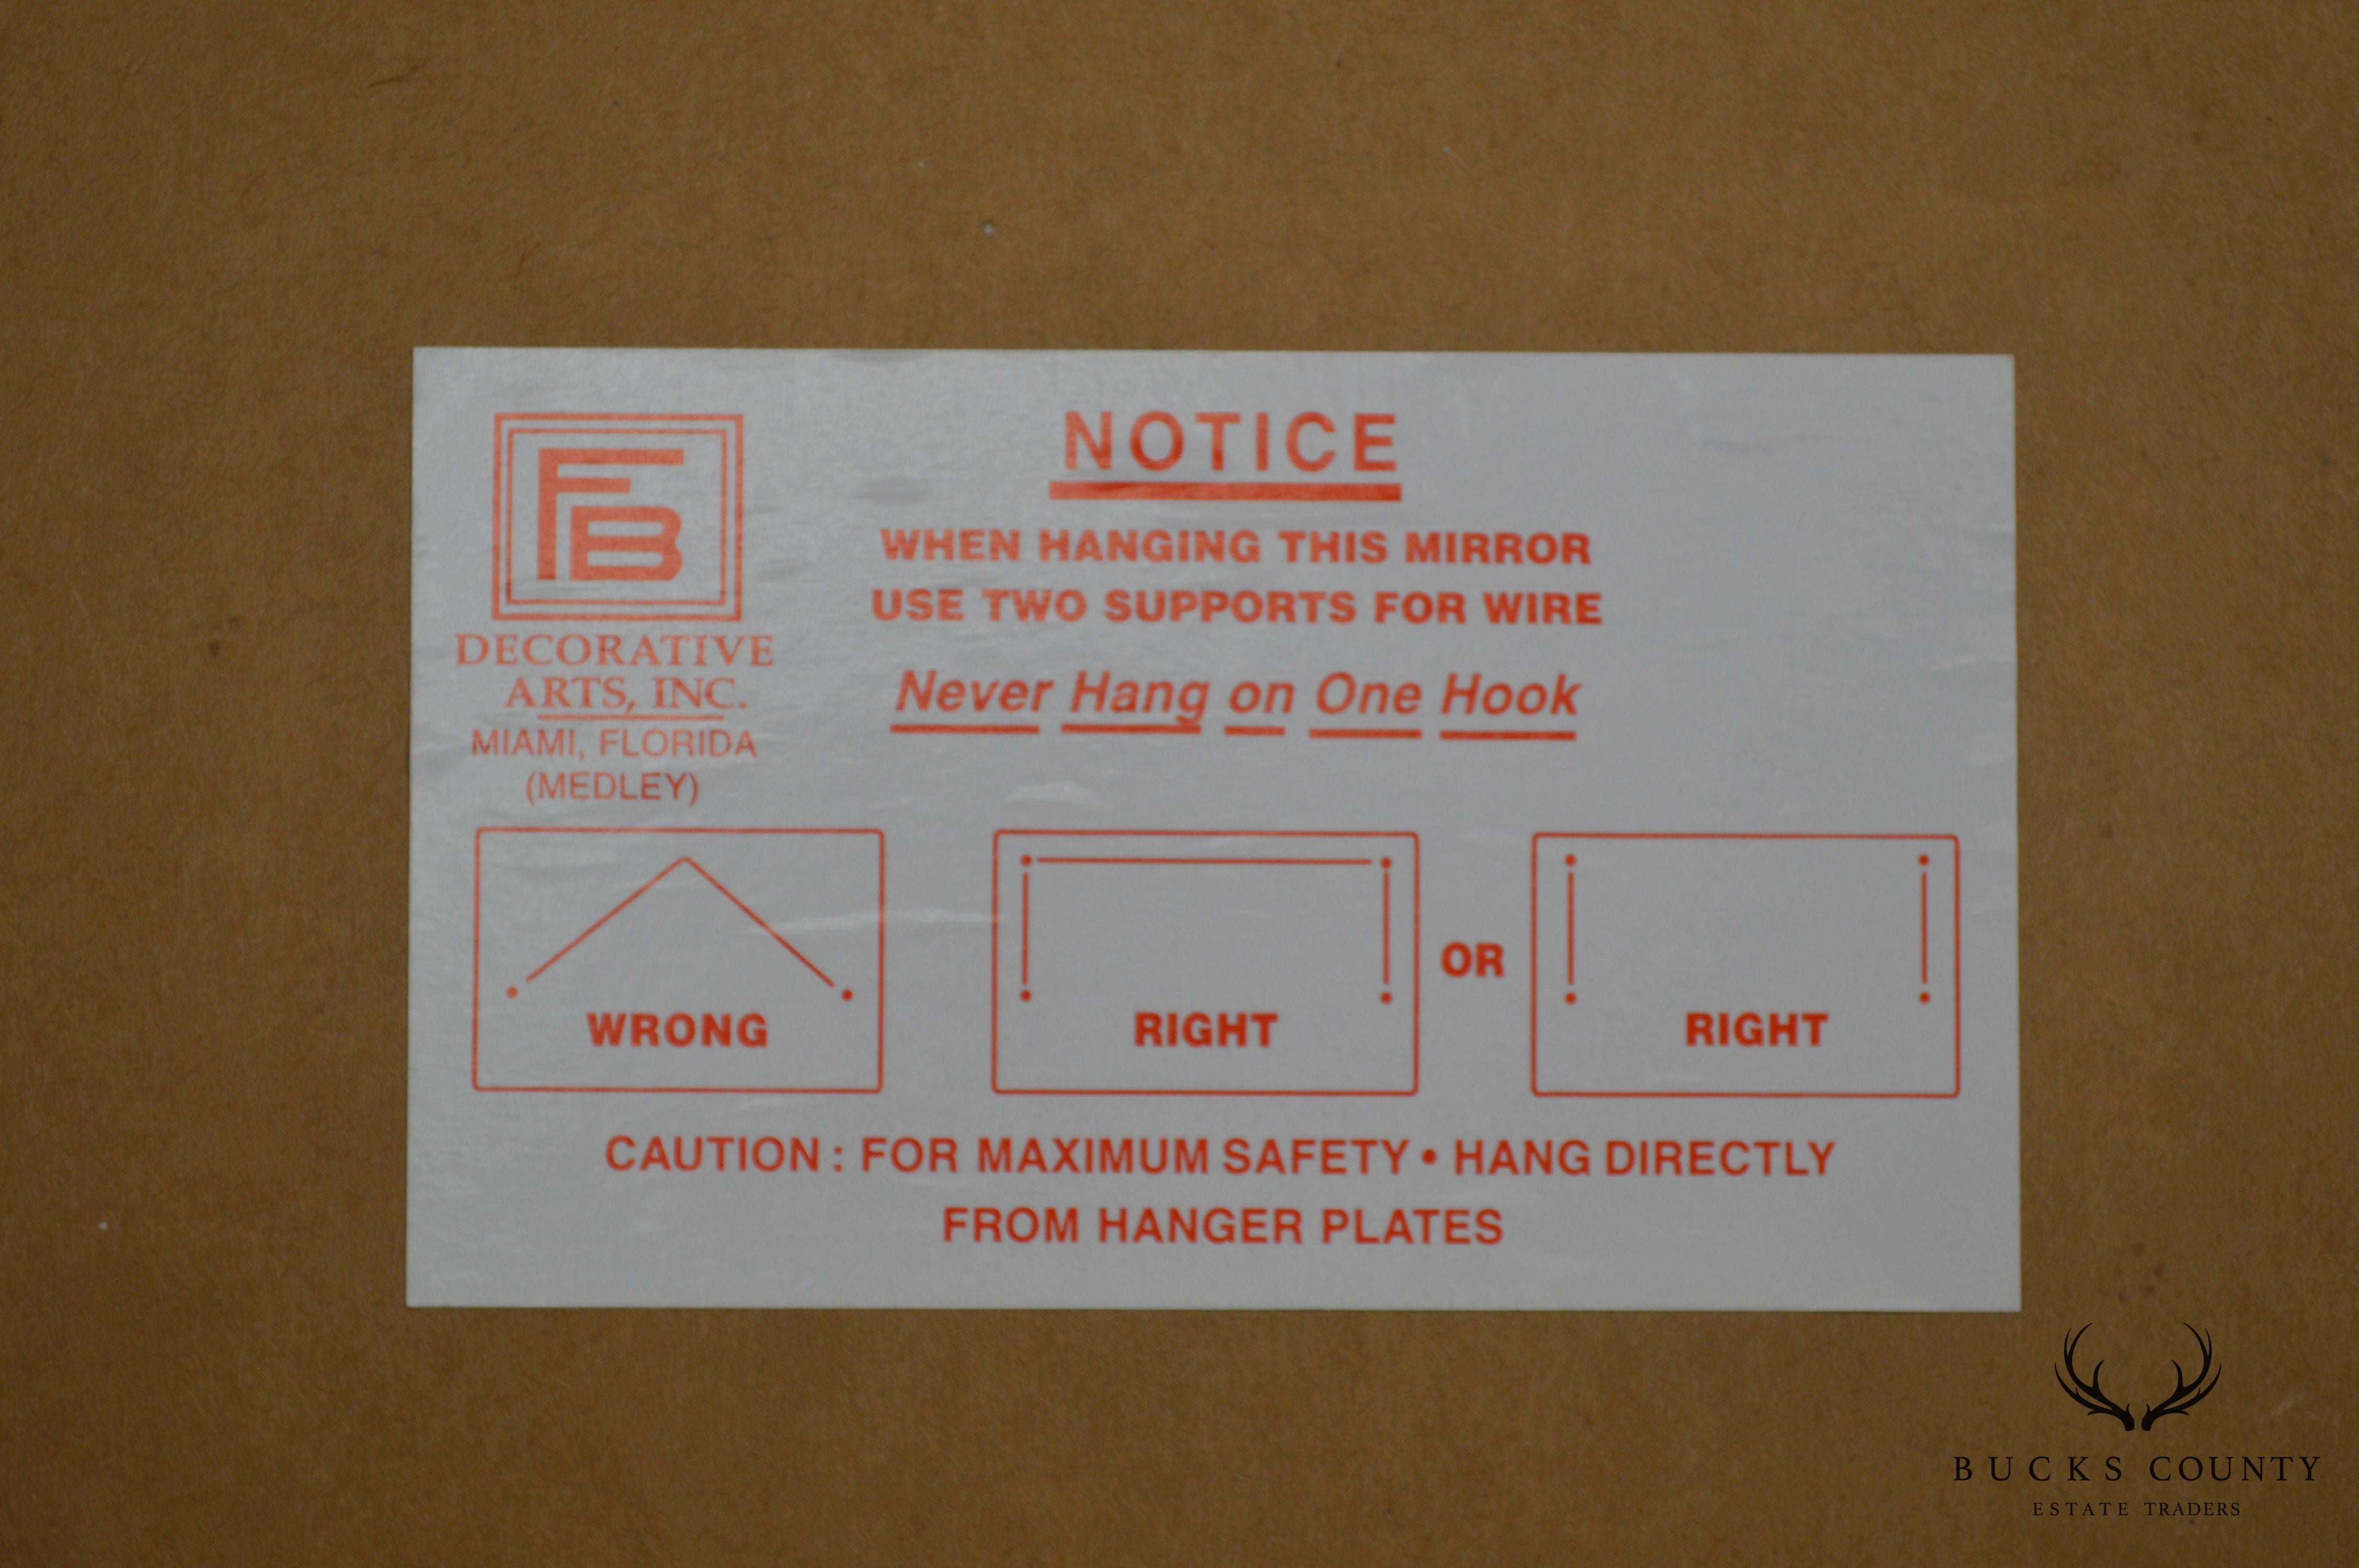 FB
DECORATIVE
ARTS, INC.
MIAMI, FLORIDA
(MEDLEY)
NOTICE
WHEN HANGING THIS MIRROR
USE TWO SUPPORTS FOR WIRE
Never Hang on One Hook
WRONG
RIGHT
OR
RIGHT
CAUTION: FOR MAXIMUM SAFETY • HANG DIRECTLY
FROM HANGER PLATES
BUCKS COUNTY
ESTATE TRADERS